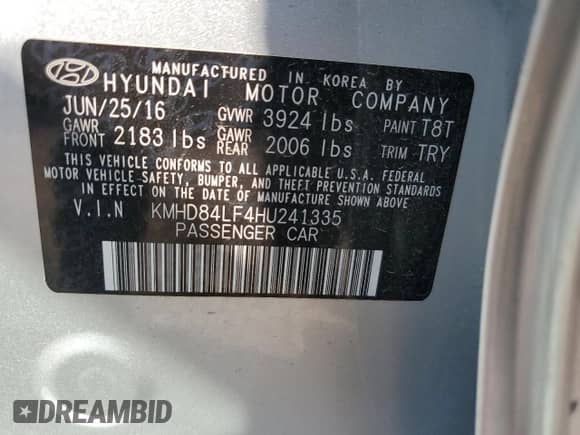 MANUFACTURED IN KOREA BY
HYUNDAI MOTOR COMPANY
JUN/25/16 GVWR 3924 lbs PAINT T8T
GAWR FRONT 2183 lbs GAWR REAR 2006 lbs TRIM TRY
THIS VEHICLE CONFORMS TO ALL APPLICABLE U.S.A. FEDERAL
MOTOR VEHICLE SAFETY, BUMPER, AND THEFT PREVENTION STANDARDS
IN EFFECT ON THE DATE OF MANUFACTURE SHOWN ABOVE.
V.I.N KMHD84LF4HU241335
PASSENGER CAR
DREAMBID